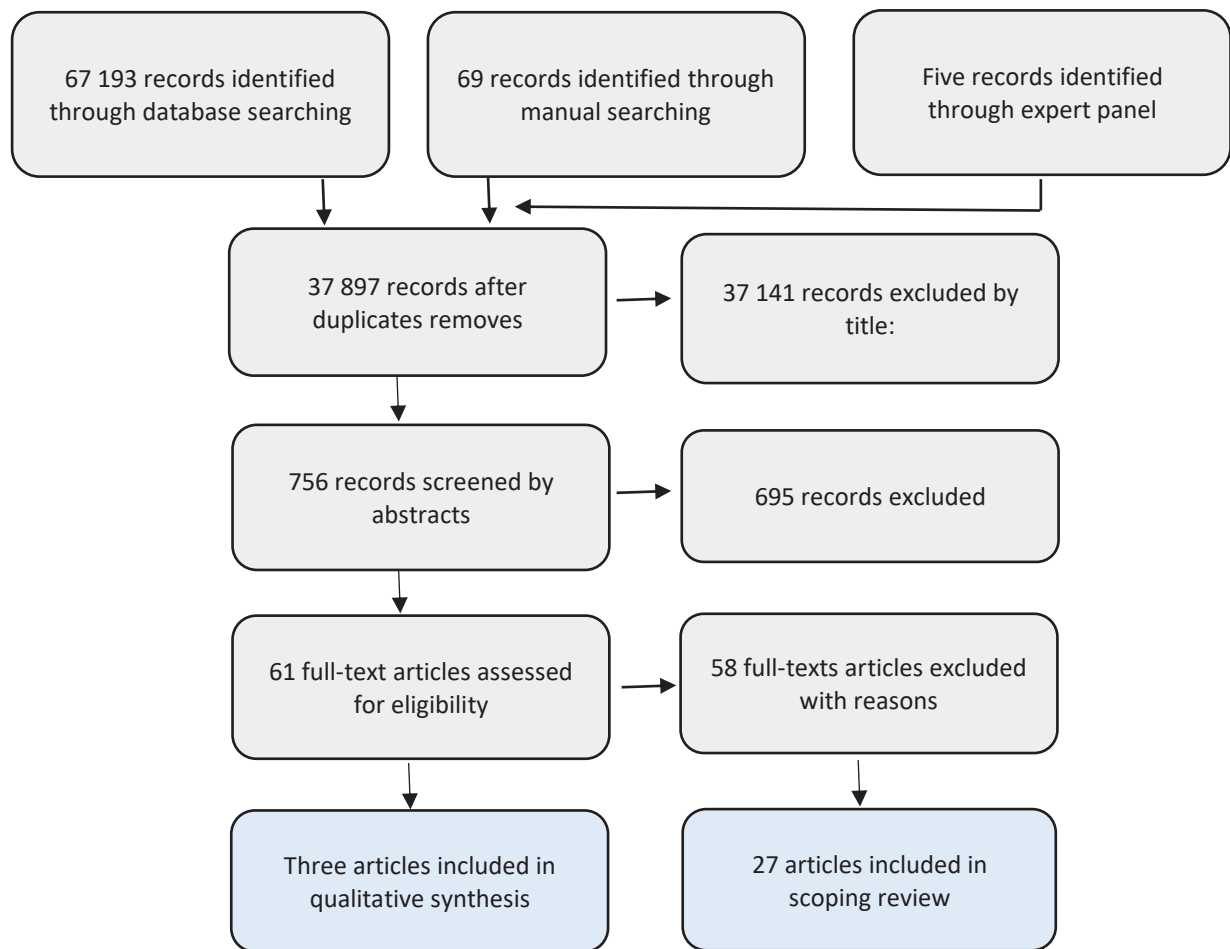 67 193 records identified
through database searching
69 records identified through
manual searching
Five records identified
through expert panel
37 897 records after
duplicates removes
37 141 records excluded by
title:
756 records screened by
abstracts
695 records excluded
61 full-text articles assessed
for eligibility
58 full-texts articles excluded
with reasons
Three articles included in
qualitative synthesis
27 articles included in
scoping review